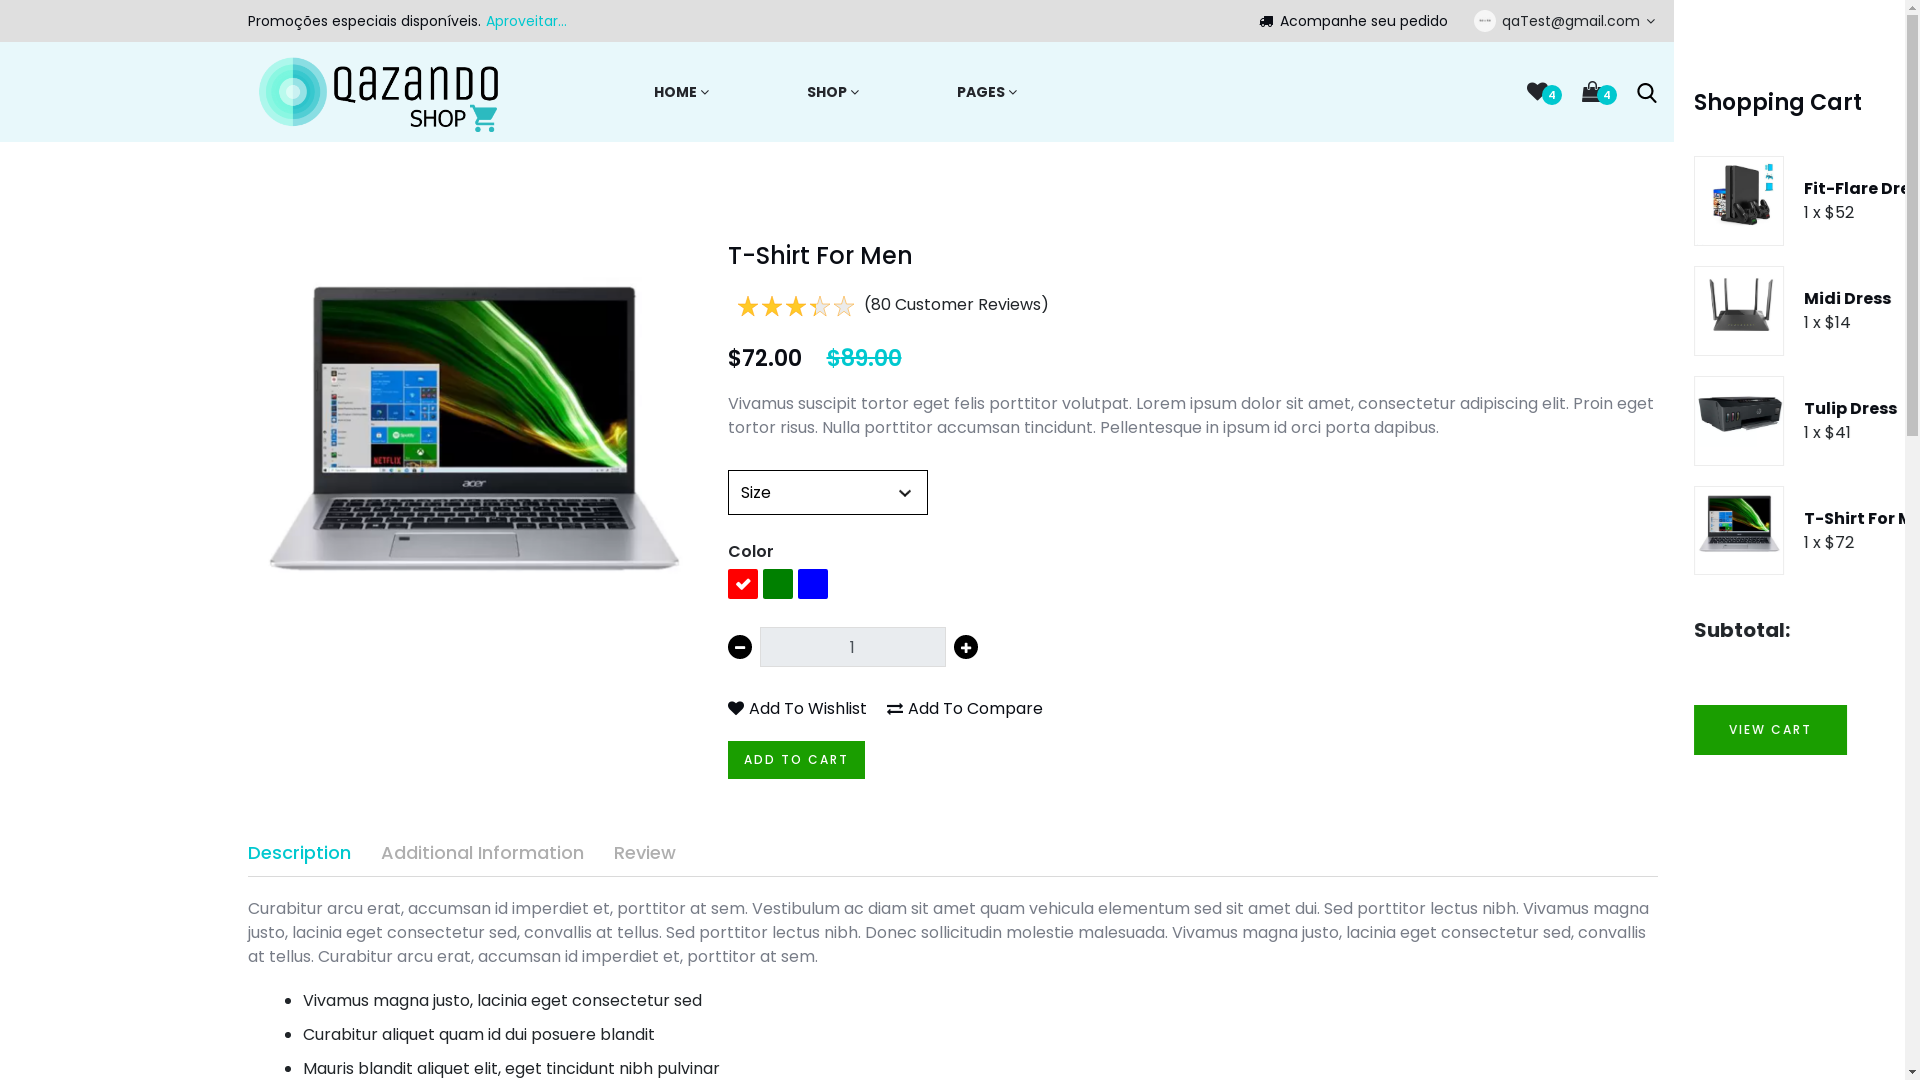 Promoções especiais disponíveis. Aproveitar...
Acompanhe seu pedido
qaTest@gmail.com
QAZANDO
SHOP
HOME
SHOP
PAGES
4
4
Shopping Cart
Fit-Flare Dre
1 x $52
Midi Dress
1 x $14
Tulip Dress
1 x $41
T-Shirt For M
1 x $72
Subtotal:
VIEW CART
T-Shirt For Men
(80 Customer Reviews)
$72.00 $89.00
Vivamus suscipit tortor eget felis porttitor volutpat. Lorem ipsum dolor sit amet, consectetur adipiscing elit. Proin eget
tortor risus. Nulla porttitor accumsan tincidunt. Pellentesque in ipsum id orci porta dapibus.
Size
Color
1
Add To Wishlist
Add To Compare
ADD TO CART
acer
NETFLIX
Description
Additional Information
Review
Curabitur arcu erat, accumsan id imperdiet et, porttitor at sem. Vestibulum ac diam sit amet quam vehicula elementum sed sit amet dui. Sed porttitor lectus nibh. Vivamus magna
justo, lacinia eget consectetur sed, convallis at tellus. Sed porttitor lectus nibh. Donec sollicitudin molestie malesuada. Vivamus magna justo, lacinia eget consectetur sed, convallis
at tellus. Curabitur arcu erat, accumsan id imperdiet et, porttitor at sem.
Vivamus magna justo, lacinia eget consectetur sed
Curabitur aliquet quam id dui posuere blandit
Mauris blandit aliquet elit, eget tincidunt nibh pulvinar